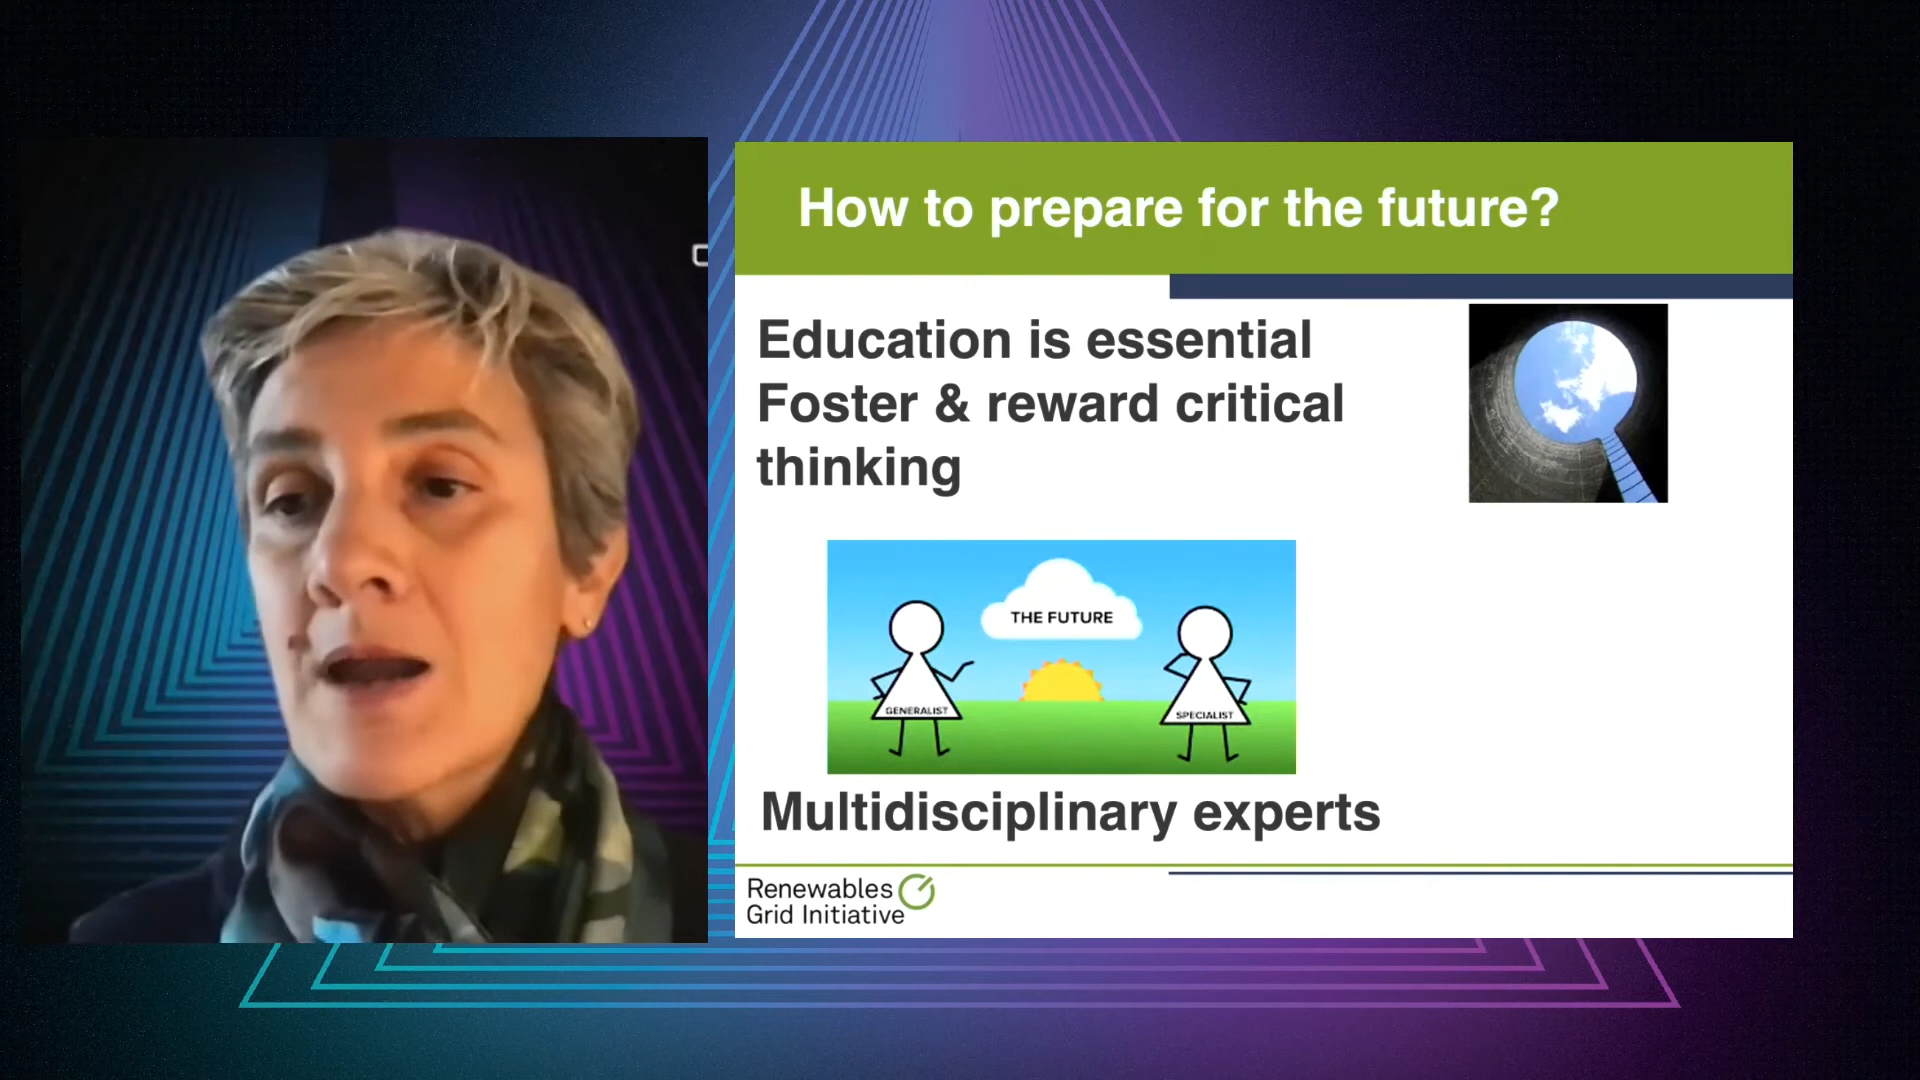 How to prepare for the future?
Education is essential
Foster & reward critical
thinking
THE FUTURE
GENERALIST
SPECIALIST
Multidisciplinary experts
Renewables
Grid Initiative